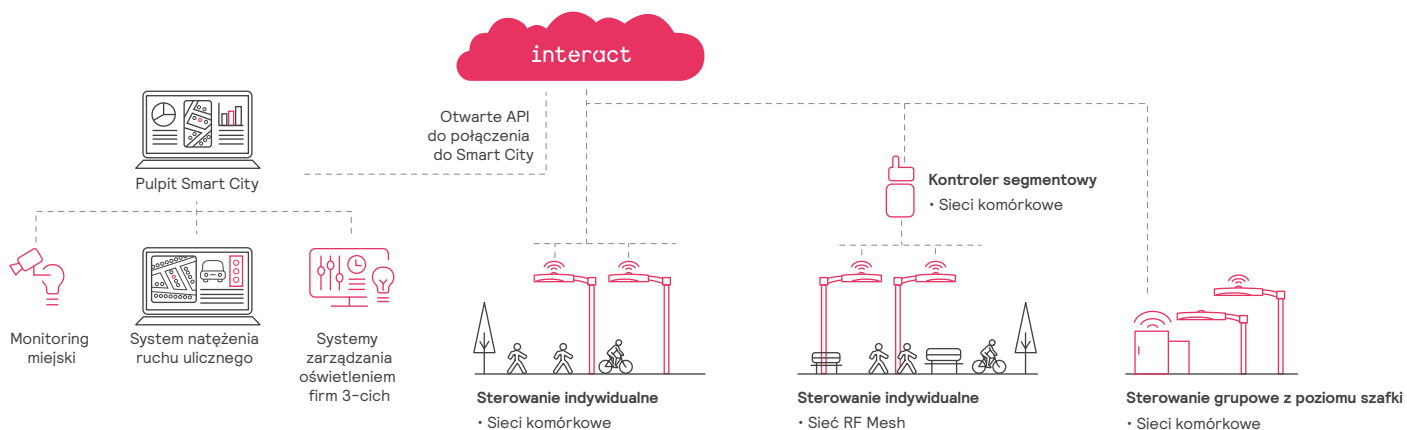 interact
Otwarte API
do połączenia
do Smart City
Pulpit Smart City
Kontroler segmentowy
• Sieci komórkowe
Monitoring
miejski
System natężenia
ruchu ulicznego
Systemy
zarządzania
oświetleniem
firm 3-cich
Sterowanie indywidualne
• Sieci komórkowe
Sterowanie indywidualne
• Sieć RF Mesh
Sterowanie grupowe z poziomu szafki
• Sieci komórkowe